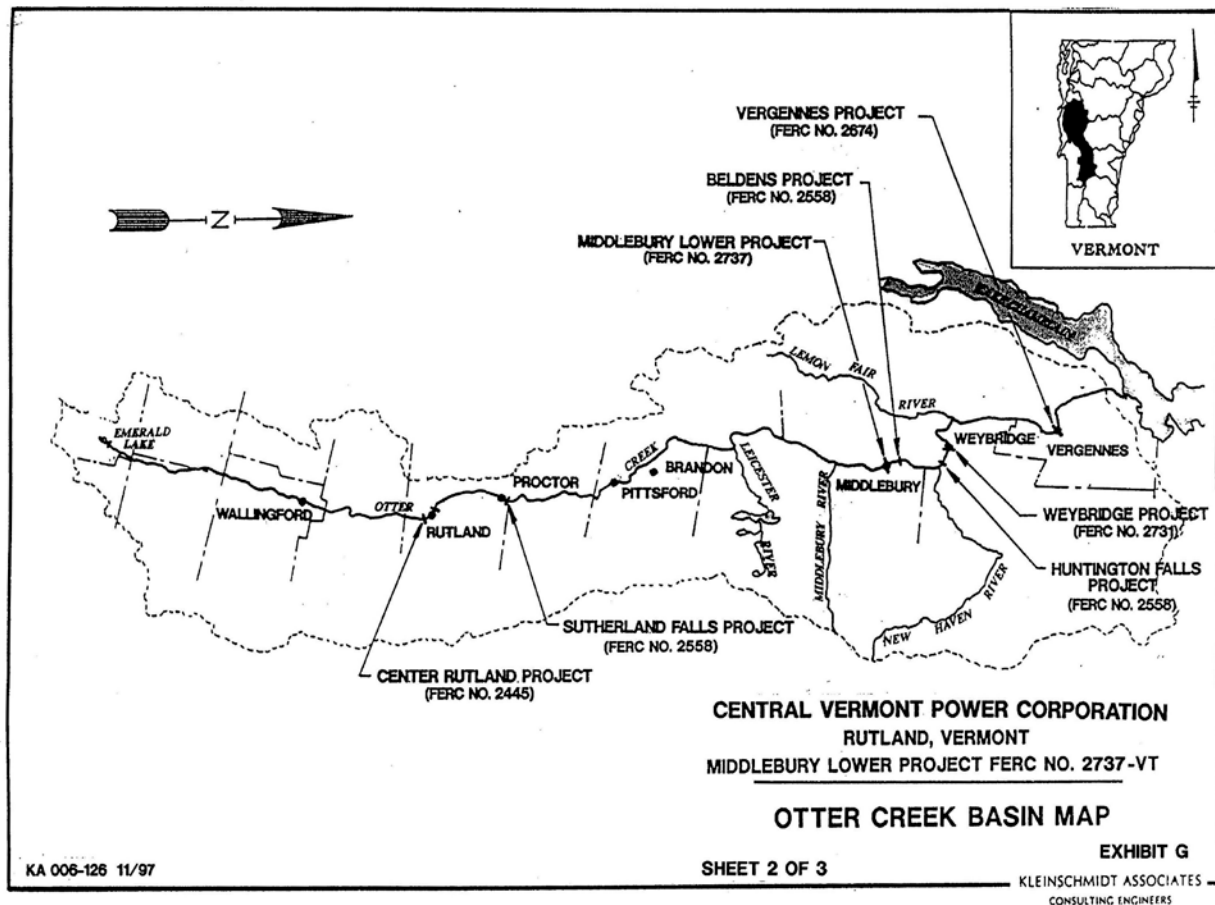 VERGENNES PROJECT
(FERC NO. 2674)
BELDENS PROJECT
(FERC NO. 2558)
MIDDLEBURY LOWER PROJECT
(FERC NO. 2737)
VERMONT
N
LAKE CHAMPLAIN
LEMON FAIR RIVER
EMERALD
LAKE
WALLINGFORD
OTTER CREEK
RUTLAND
PROCTOR
PITTSFORD
BRANDON
LEICESTER RIVER
MIDDLEBURY RIVER
MIDDLEBURY
WEYBRIDGE
VERGENNES
NEW HAVEN RIVER
WEYBRIDGE PROJECT
(FERC NO. 2731)
HUNTINGTON FALLS
PROJECT
(FERC NO. 2558)
SUTHERLAND FALLS PROJECT
(FERC NO. 2558)
CENTER RUTLAND PROJECT
(FERC NO. 2445)
CENTRAL VERMONT POWER CORPORATION
RUTLAND, VERMONT
MIDDLEBURY LOWER PROJECT FERC NO. 2737-VT
OTTER CREEK BASIN MAP
KA 006-126 11/97
SHEET 2 OF 3
EXHIBIT G
KLEINSCHMIDT ASSOCIATES
CONSULTING ENGINEERS